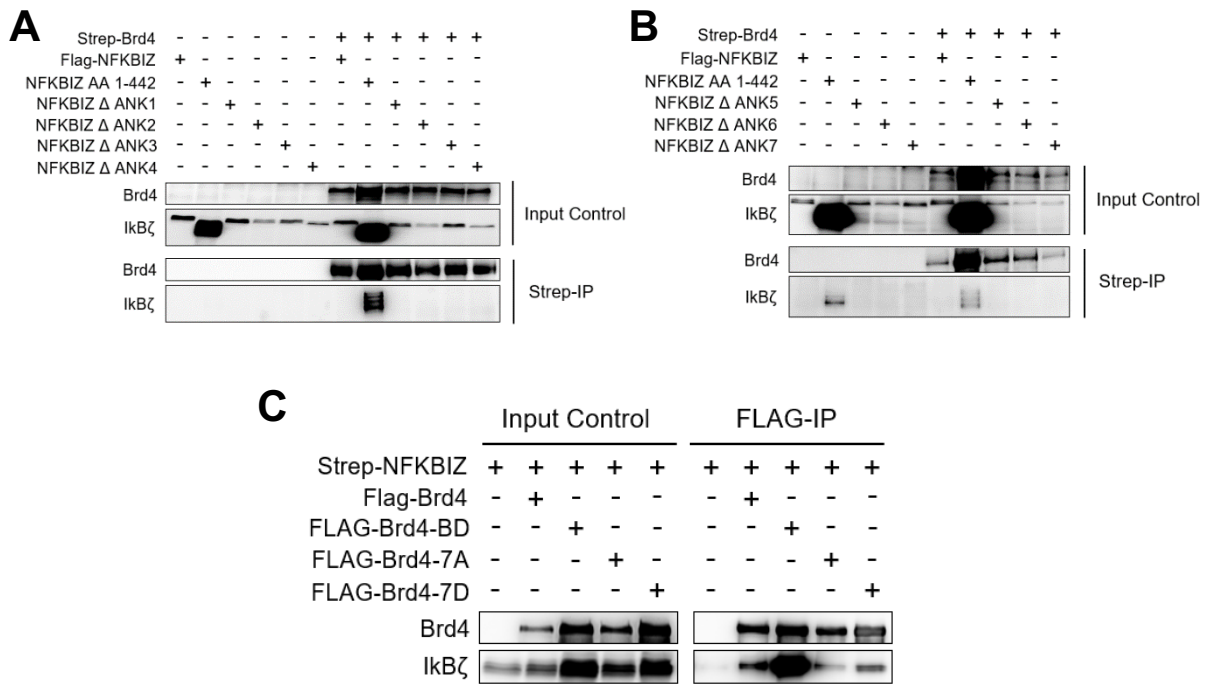 A
Strep-Brd4 - - - - - - + + + + + +
Flag-NFKBIZ + - - - - - + - - - - -
NFKBIZ AA 1-442 - + - - - - - + - - - -
NFKBIZ Δ ANK1 - - + - - - - - + - - -
NFKBIZ Δ ANK2 - - - + - - - - - + - -
NFKBIZ Δ ANK3 - - - - + - - - - - + -
NFKBIZ Δ ANK4 - - - - - + - - - - - +
Brd4
IkBζ
Input Control
Brd4
IkBζ
Strep-IP
B
Strep-Brd4 - - - - - + + + + +
Flag-NFKBIZ + - - - - + - - - -
NFKBIZ AA 1-442 - + - - - - + - - -
NFKBIZ Δ ANK5 - - + - - - - + - -
NFKBIZ Δ ANK6 - - - + - - - - + -
NFKBIZ Δ ANK7 - - - - + - - - - +
Brd4
IkBζ
Input Control
Brd4
IkBζ
Strep-IP
C
Input Control FLAG-IP
Strep-NFKBIZ + + + + + + + + + +
Flag-Brd4 - + - - - - + - - -
FLAG-Brd4-BD - - + - - - - + - -
FLAG-Brd4-7A - - - + - - - - + -
FLAG-Brd4-7D - - - - + - - - - +
Brd4
IkBζ